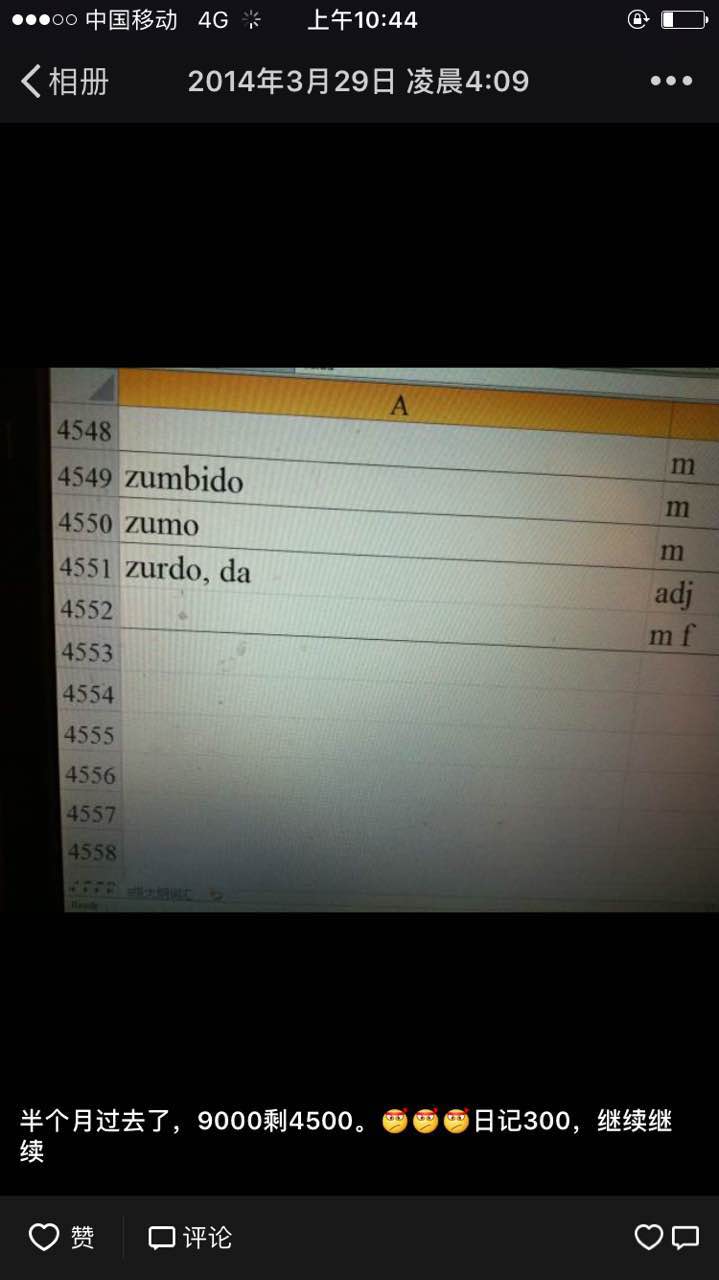 中国移动 4G 上午10:44
相册 2014年3月29日 凌晨4:09
A
4548 m
4549 zumbido m
4550 zumo m
4551 zurdo, da adj
4552 m f
4553
4554
4555
4556
4557
4558
半个月过去了，9000剩4500。日记300，继续继
续
赞 评论